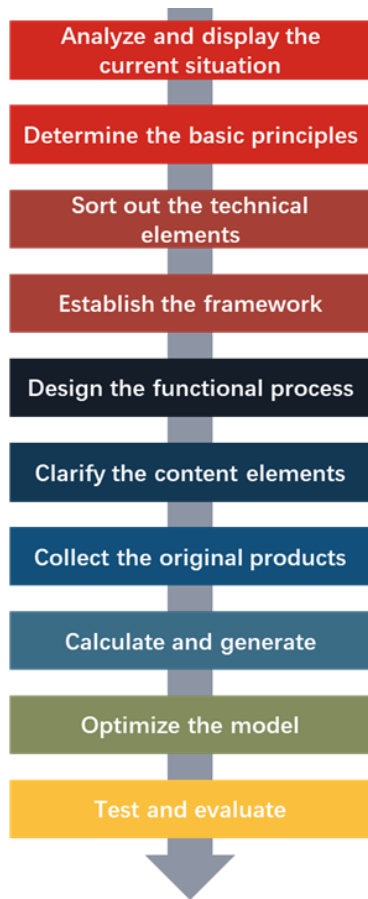 Analyze and display the
current situation
Determine the basic principles
Sort out the technical
elements
Establish the framework
Design the functional process
Clarify the content elements
Collect the original products
Calculate and generate
Optimize the model
Test and evaluate